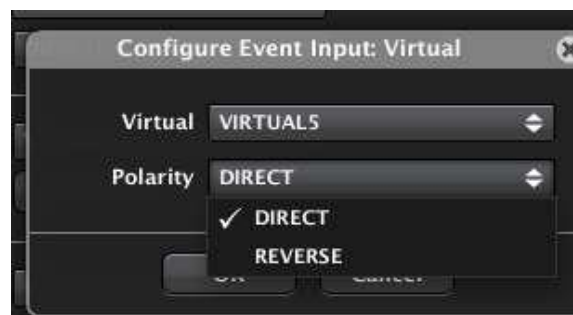 Configure Event Input: Virtual
Virtual VIRTUAL5
Polarity DIRECT
✓ DIRECT
REVERSE